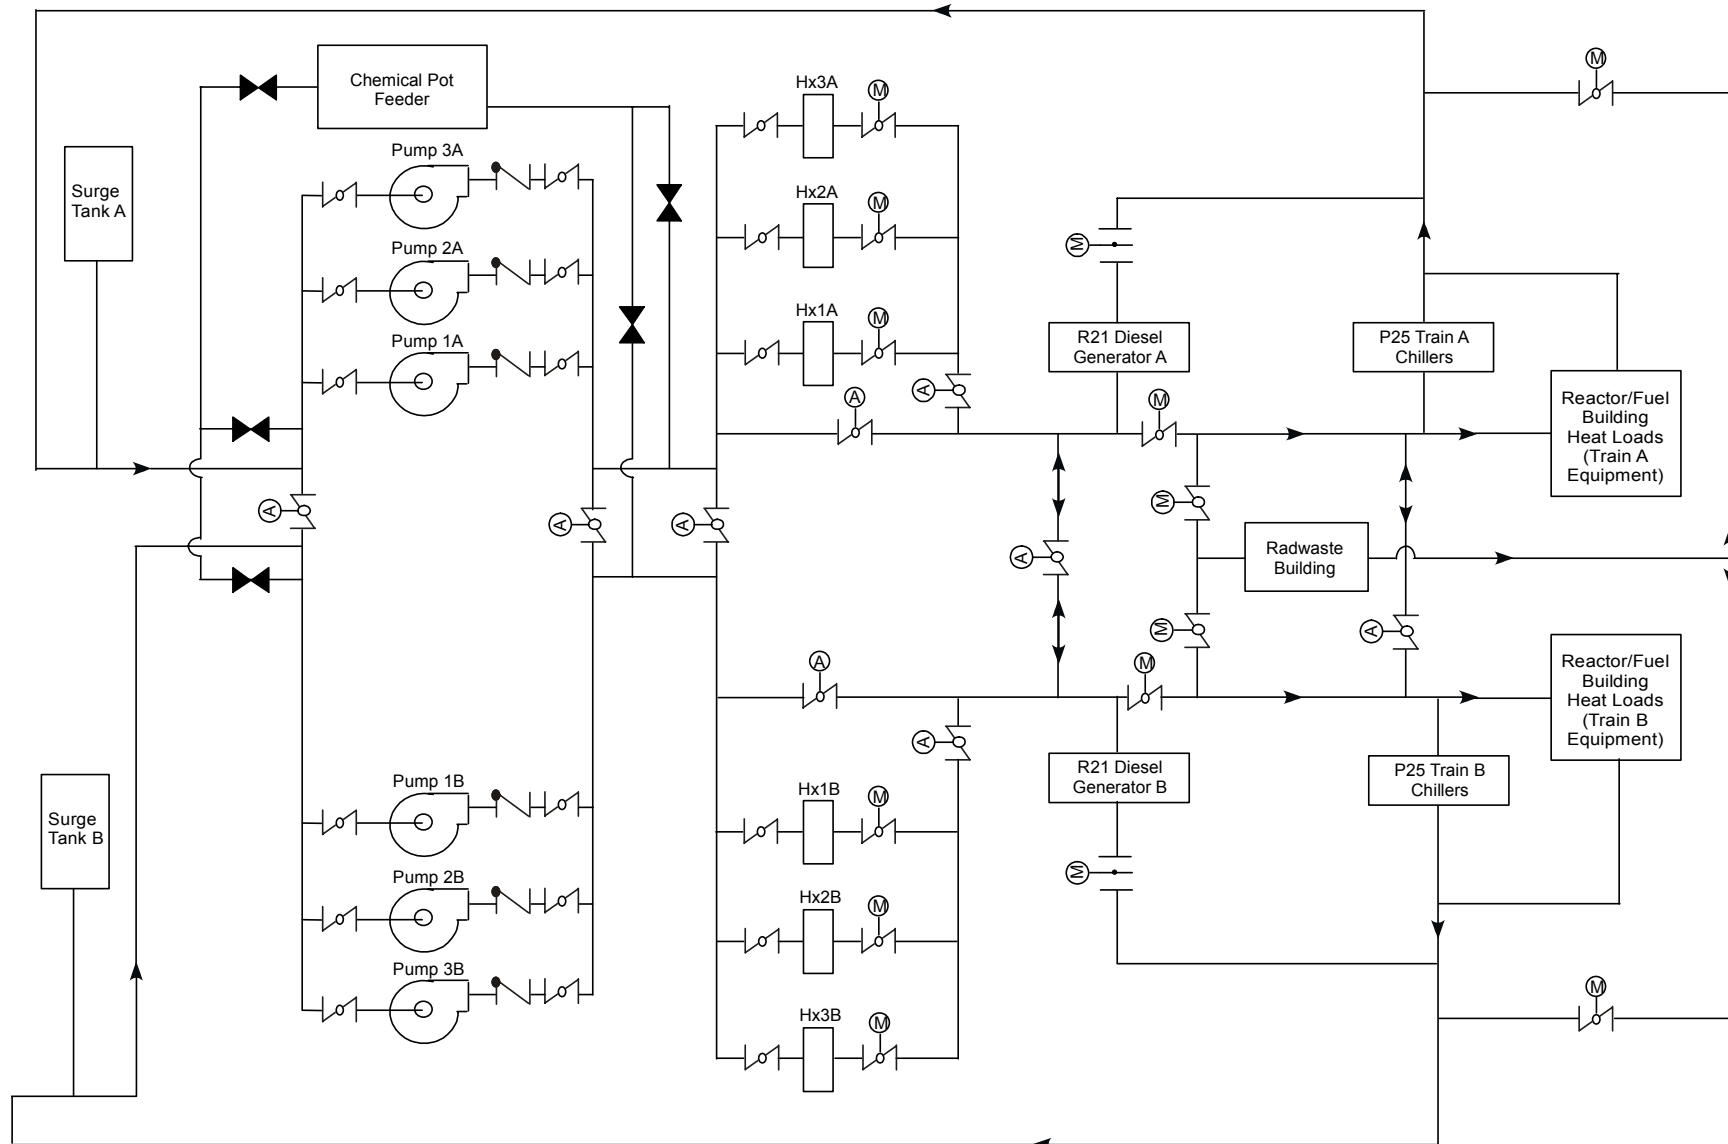 M
Chemical Pot
Feeder
Hx3A
M
Pump 3A
Surge
Tank A
Hx2A
M
Pump 2A
M
Hx1A
M
Pump 1A
R21 Diesel
Generator A
P25 Train A
Chillers
A
A
M
Reactor/Fuel
Building
Heat Loads
(Train A
Equipment)
A
A
A
M
A
Radwaste
Building
M
A
A
M
Reactor/Fuel
Building
Heat Loads
(Train B
Equipment)
A
R21 Diesel
Generator B
P25 Train B
Chillers
Pump 1B
Hx1B
M
Surge
Tank B
M
Pump 2B
Hx2B
M
Pump 3B
M
Hx3B
M